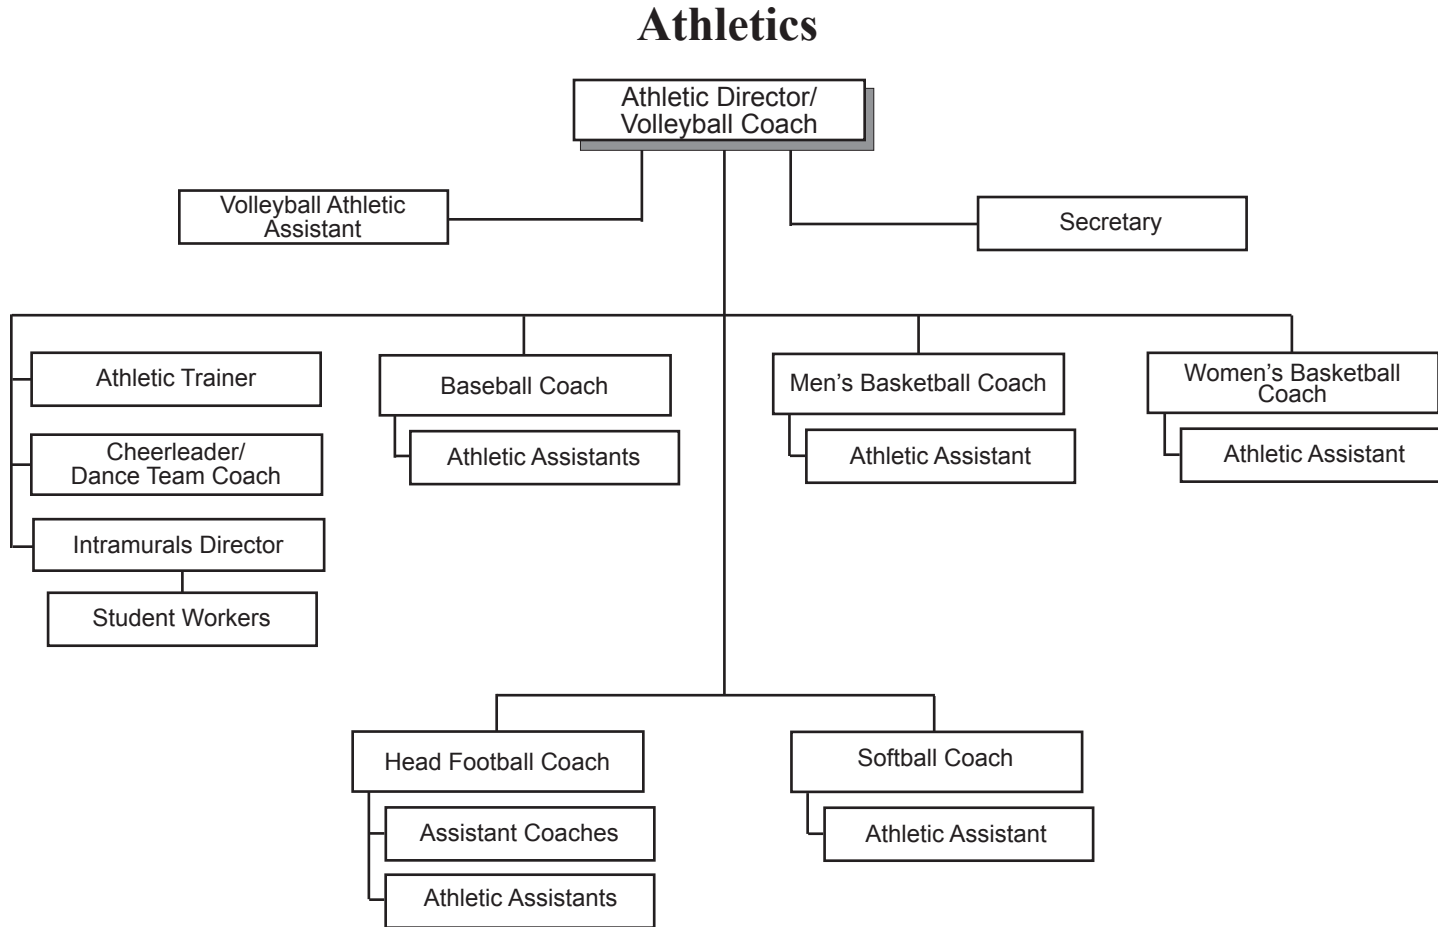 Athletics
Athletic Director/
Volleyball Coach
Volleyball Athletic
Assistant
Secretary
Athletic Trainer
Cheerleader/
Dance Team Coach
Intramurals Director
Student Workers
Baseball Coach
Athletic Assistants
Men’s Basketball Coach
Athletic Assistant
Women’s Basketball
Coach
Athletic Assistant
Head Football Coach
Assistant Coaches
Athletic Assistants
Softball Coach
Athletic Assistant